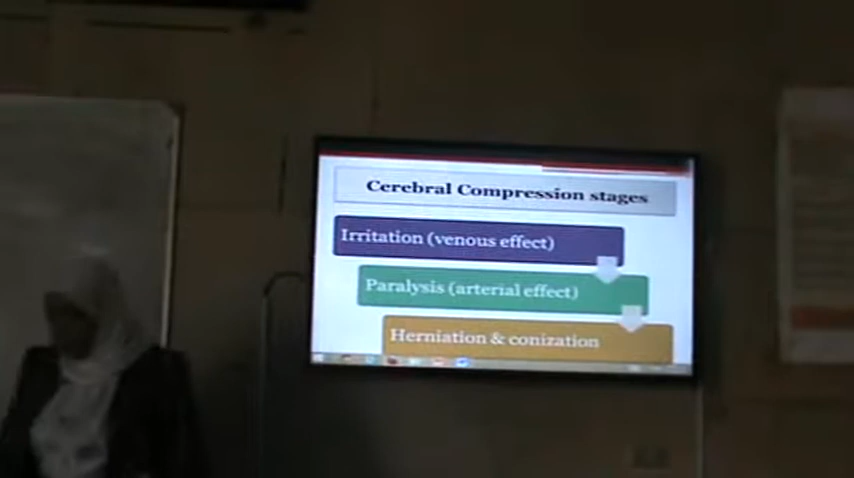 Cerebral Compression stages
Irritation (venous effect)
Paralysis (arterial effect)
Herniation & conization